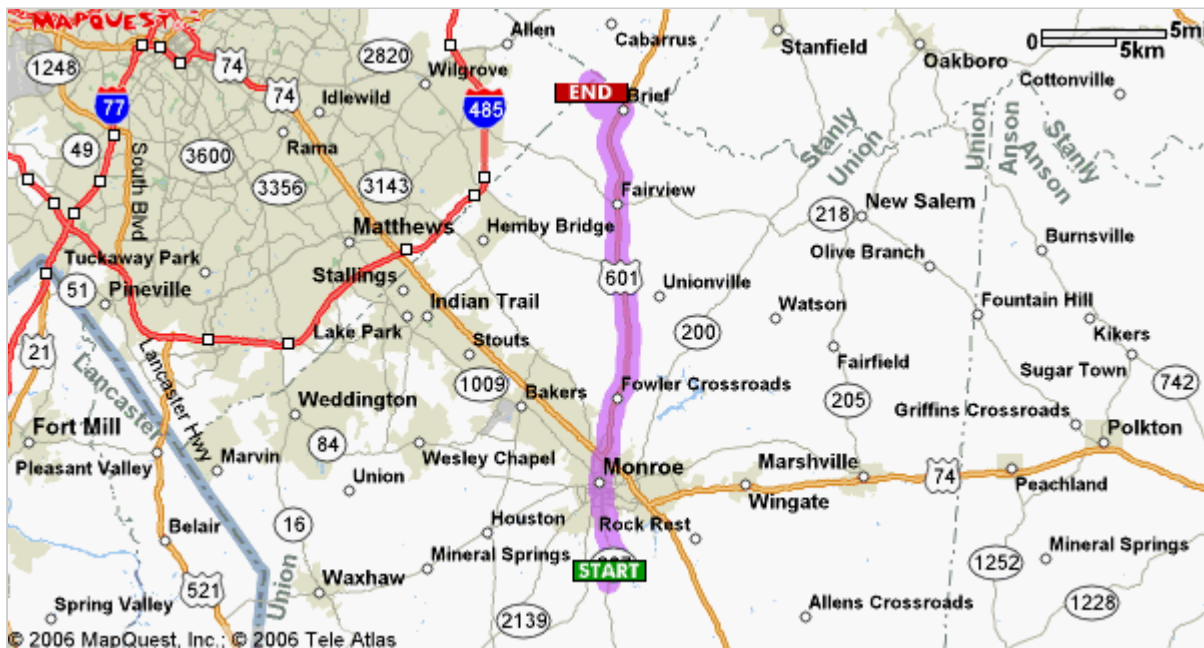 MAPQUEST
Allen
Cabarrus
Stanfield
Oakboro
0 5mi
5km
1248
74
2820
Wilgrove
Cottonville
77
74
Idlewild
485
END
Brief
49
South Blvd
3600
Rama
3356
3143
Stanly
Union
Union
Anson
Stanly
Anson
Fairview
Matthews
Hemby Bridge
218
New Salem
Tuckaway Park
Stallings
601
Unionville
Olive Branch
Burnsville
51
Pineville
Indian Trail
Watson
Fountain Hill
Lake Park
Stouts
200
Kikers
21
Lancaster
Lancaster Hwy
1009
Bakers
Fowler Crossroads
Fairfield
Sugar Town
742
Weddington
205
Griffins Crossroads
Fort Mill
84
Polkton
Pleasant Valley
Marvin
Wesley Chapel
Monroe
Marshville
74
Peachland
Union
Wingate
16
Houston
Rock Rest
Belair
Mineral Springs
START
Mineral Springs
1252
Union
521
Waxhaw
Spring Valley
2139
Allens Crossroads
1228
© 2006 MapQuest, Inc.; © 2006 Tele Atlas